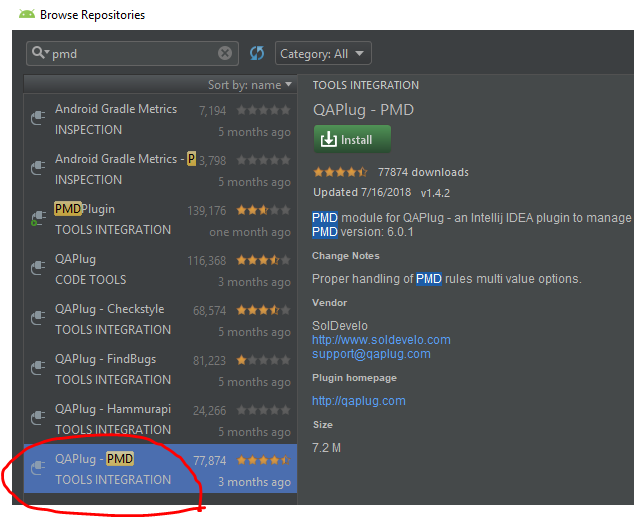 Browse Repositories
pmd
Category: All
Sort by: name
Android Gradle Metrics 7,194
INSPECTION 5 months ago
Android Gradle Metrics - P 3,798
INSPECTION 5 months ago
PMDPlugin 139,176
TOOLS INTEGRATION one month ago
QAPlug 116,368
CODE TOOLS 3 months ago
QAPlug - Checkstyle 68,574
TOOLS INTEGRATION 5 months ago
QAPlug - FindBugs 81,223
TOOLS INTEGRATION 5 months ago
QAPlug - Hammurapi 24,266
TOOLS INTEGRATION 5 months ago
QAPlug - PMD 77,874
TOOLS INTEGRATION 3 months ago
TOOLS INTEGRATION
QAPlug - PMD
Install
77874 downloads
Updated 7/16/2018 v1.4.2
PMD module for QAPlug - an Intellij IDEA plugin to manage
PMD version: 6.0.1
Change Notes
Proper handling of PMD rules multi value options.
Vendor
SolDevelo
http://www.soldevelo.com
support@qaplug.com
Plugin homepage
http://qaplug.com
Size
7.2 M